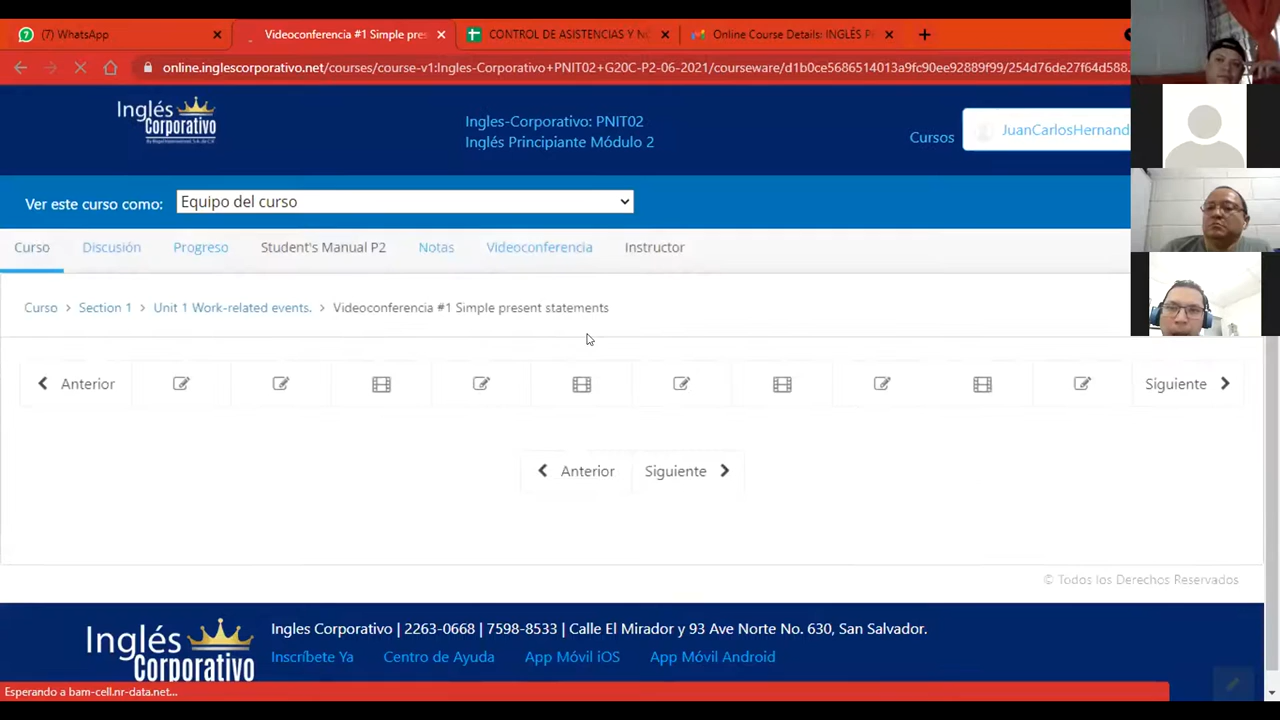 (7) WhatsApp
Videoconferencia #1 Simple pres
CONTROL DE ASISTENCIAS Y N
Online Course Details: INGLÉS P
online.inglescorporativo.net/courses/course-v1:Ingles-Corporativo+PNIT02+G20C-P2-06-2021/courseware/d1b0ce5686514013a9fc90ee92889f99/254d76de27f64d588...
Inglés
Corporativo
Ingles-Corporativo: PNIT02
Inglés Principiante Módulo 2
Cursos
JuanCarlosHernand
Ver este curso como:
Equipo del curso
Curso
Discusión
Progreso
Student's Manual P2
Notas
Videoconferencia
Instructor
Curso > Section 1 > Unit 1 Work-related events. > Videoconferencia #1 Simple present statements
Anterior
Siguiente
Anterior
Siguiente
© Todos los Derechos Reservados
Inglés
Corporativo
Ingles Corporativo | 2263-0668 | 7598-8533 | Calle El Mirador y 93 Ave Norte No. 630, San Salvador.
Inscríbete Ya
Centro de Ayuda
App Móvil iOS
App Móvil Android
Esperando a bam-cell.nr-data.net...